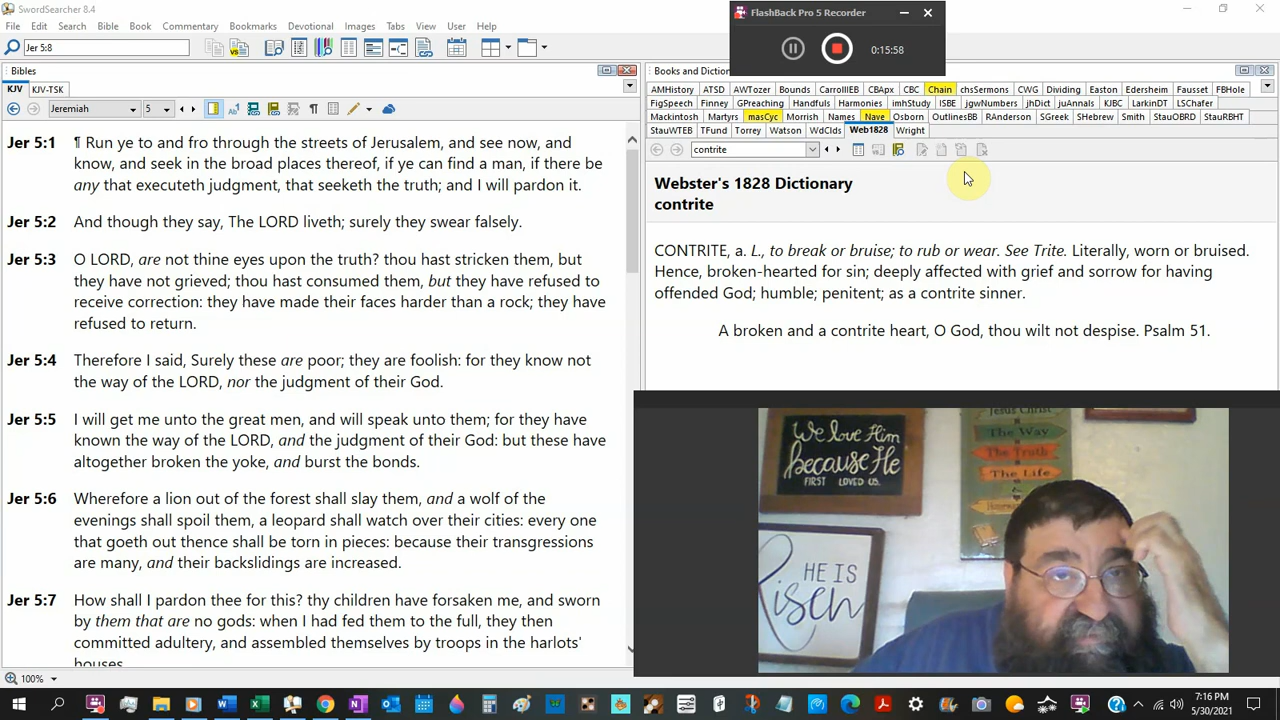 SwordSearcher 8.4
File Edit Search Bible Book Commentary Bookmarks Devotional Images Tabs View User Help
Jer 5:8
FlashBack Pro 5 Recorder
0:15:58
Bibles
KJV KJV-TSK
Jeremiah 5
Jer 5:1 ¶ Run ye to and fro through the streets of Jerusalem, and see now, and
know, and seek in the broad places thereof, if ye can find a man, if there be
any that executeth judgment, that seeketh the truth; and I will pardon it.
Jer 5:2 And though they say, The LORD liveth; surely they swear falsely.
Jer 5:3 O LORD, are not thine eyes upon the truth? thou hast stricken them, but
they have not grieved; thou hast consumed them, but they have refused to
receive correction: they have made their faces harder than a rock; they have
refused to return.
Jer 5:4 Therefore I said, Surely these are poor; they are foolish: for they know not
the way of the LORD, nor the judgment of their God.
Jer 5:5 I will get me unto the great men, and will speak unto them; for they have
known the way of the LORD, and the judgment of their God: but these have
altogether broken the yoke, and burst the bonds.
Jer 5:6 Wherefore a lion out of the forest shall slay them, and a wolf of the
evenings shall spoil them, a leopard shall watch over their cities: every one
that goeth out thence shall be torn in pieces: because their transgressions
are many, and their backslidings are increased.
Jer 5:7 How shall I pardon thee for this? thy children have forsaken me, and sworn
by them that are no gods: when I had fed them to the full, they then
committed adultery, and assembled themselves by troops in the harlots'
houses.
100%
Books and Diction
AMHistory ATSD AWTozer Bounds CarrollIEB CBApx CBC Chain chsSermons CWG Dividing Easton Edersheim Fausset FBHole
FigSpeech Finney GPreaching Handfuls Harmonies imhStudy ISBE jgwNumbers jhDict juAnnals KJBC LarkinDT LSChafer
Mackintosh Martyrs masCyc Morrish Names Nave Osborn OutlinesBB RAnderson SGreek SHebrew Smith StauOBRD StauRBHT
StauWTEB TFund Torrey Watson WdClids Web1828 Wright
contrite
Webster's 1828 Dictionary
contrite
CONTRITE, a. L., to break or bruise; to rub or wear. See Trite. Literally, worn or bruised.
Hence, broken-hearted for sin; deeply affected with grief and sorrow for having
offended God; humble; penitent; as a contrite sinner.
A broken and a contrite heart, O God, thou wilt not despise. Psalm 51.
We love Him
because He
FIRST LOVED US.
Jesus Christ
The Way
The Truth
The Life
HE IS
Risen
7:16 PM
5/30/2021